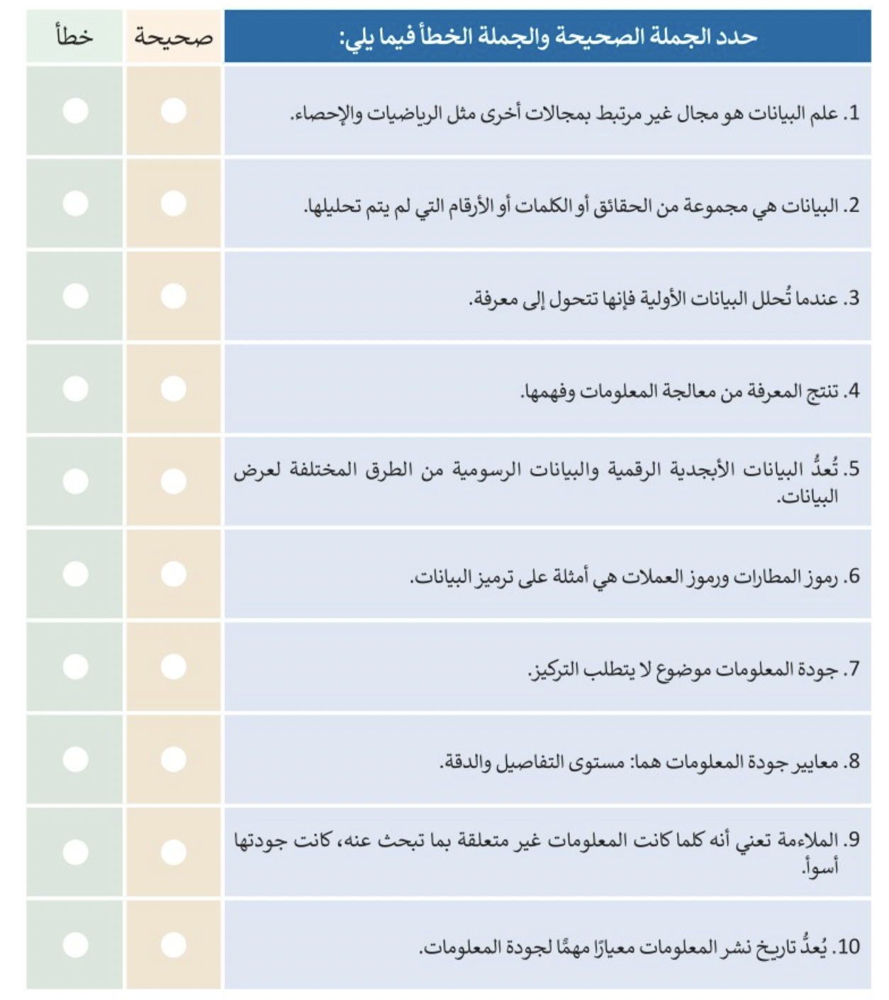 حدد الجملة الصحيحة والجملة الخطأ فيما يلي: صحيحة خطأ
1. علم البيانات هو مجال غير مرتبط بمجالات أخرى مثل الرياضيات والإحصاء.
2. البيانات هي مجموعة من الحقائق أو الكلمات أو الأرقام التي لم يتم تحليلها.
3. عندما تُحلل البيانات الأولية فإنها تتحول إلى معرفة.
4. تنتج المعرفة من معالجة المعلومات وفهمها.
5. تُعدُّ البيانات الأبجدية الرقمية والبيانات الرسومية من الطرق المختلفة لعرض
البيانات.
6. رموز المطارات ورموز العملات هي أمثلة على ترميز البيانات.
7. جودة المعلومات موضوع لا يتطلب التركيز.
8. معايير جودة المعلومات هما: مستوى التفاصيل والدقة.
9. الملاءمة تعني أنه كلما كانت المعلومات غير متعلقة بما تبحث عنه، كانت جودتها
أسوأ.
10. يُعدُّ تاريخ نشر المعلومات معيارًا مهمًّا لجودة المعلومات.